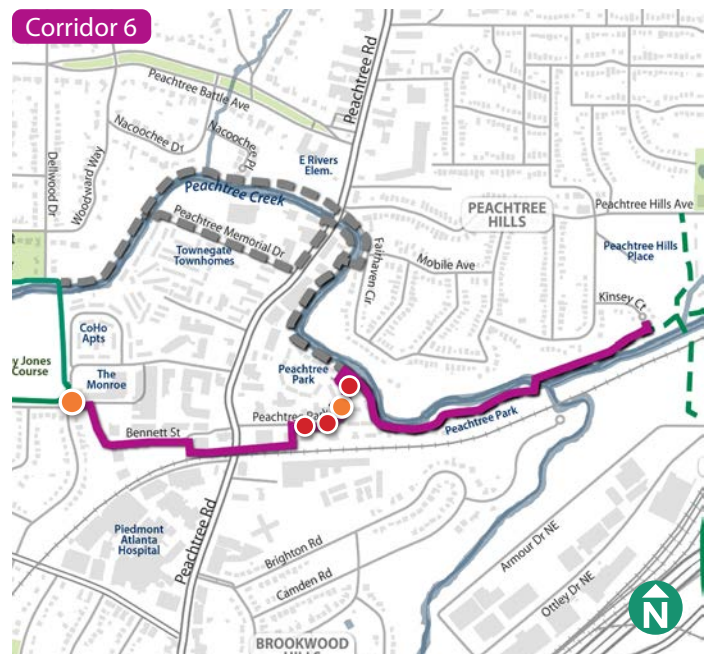 Corridor 6
Peachtree Rd
Peachtree Battle Ave
Nacoochee Dr
Dellwood Dr
Woodward Way
E Rivers
Elem.
Peachtree Creek
PEACHTREE
HILLS
Peachtree Hills Ave
Peachtree Memorial Dr
Townegate
Townhomes
Fairhaven Cir.
Mobile Ave
Peachtree Hills
Place
Kinsey Ct
CoHo
Apts
y Jones
Course
The
Monroe
Peachtree
Park
Bennett St
Peachtree Park
Piedmont
Atlanta
Hospital
Peachtree Rd
Brighton Rd
Camden Rd
Armour Dr NE
Ottley Dr NE
N
BROOKWOOD